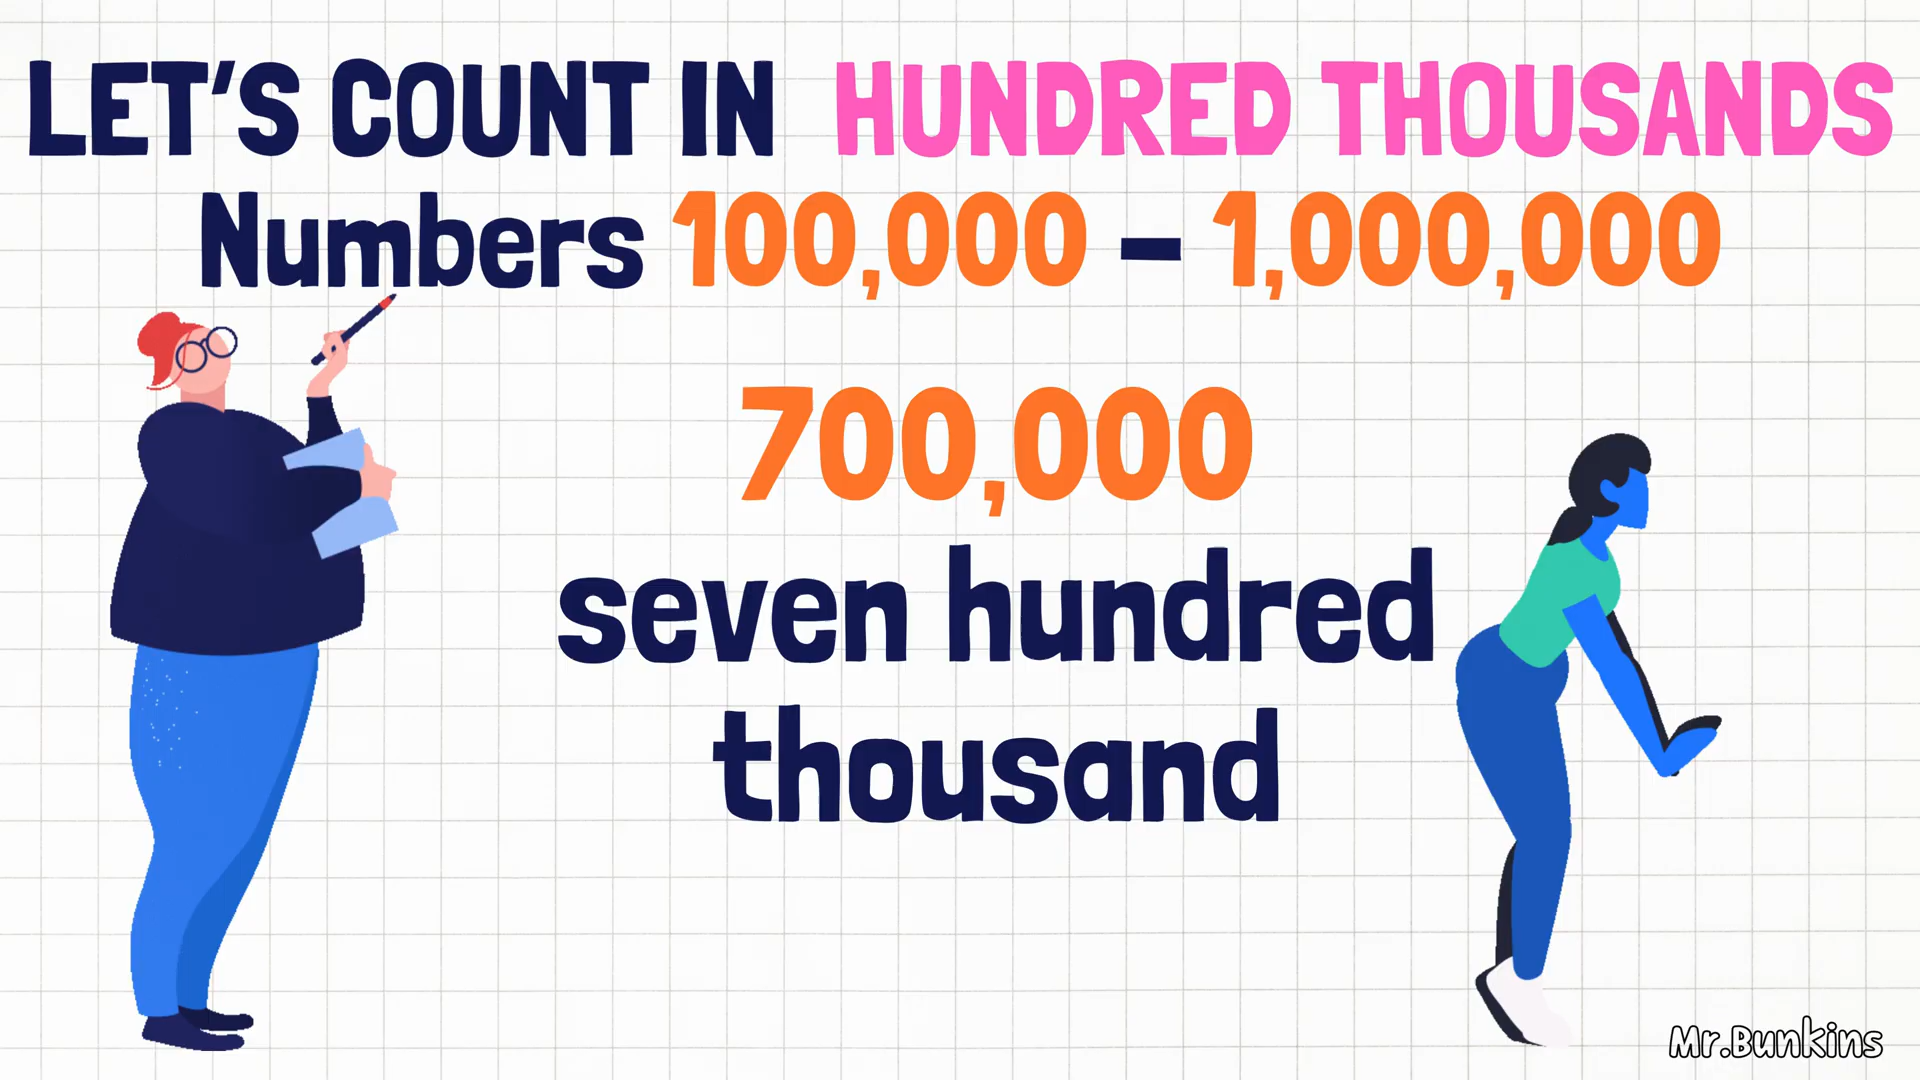 LET'S COUNT IN HUNDRED THOUSANDS
Numbers 100,000 - 1,000,000
700,000
seven hundred
thousand
Mr.Bunkins